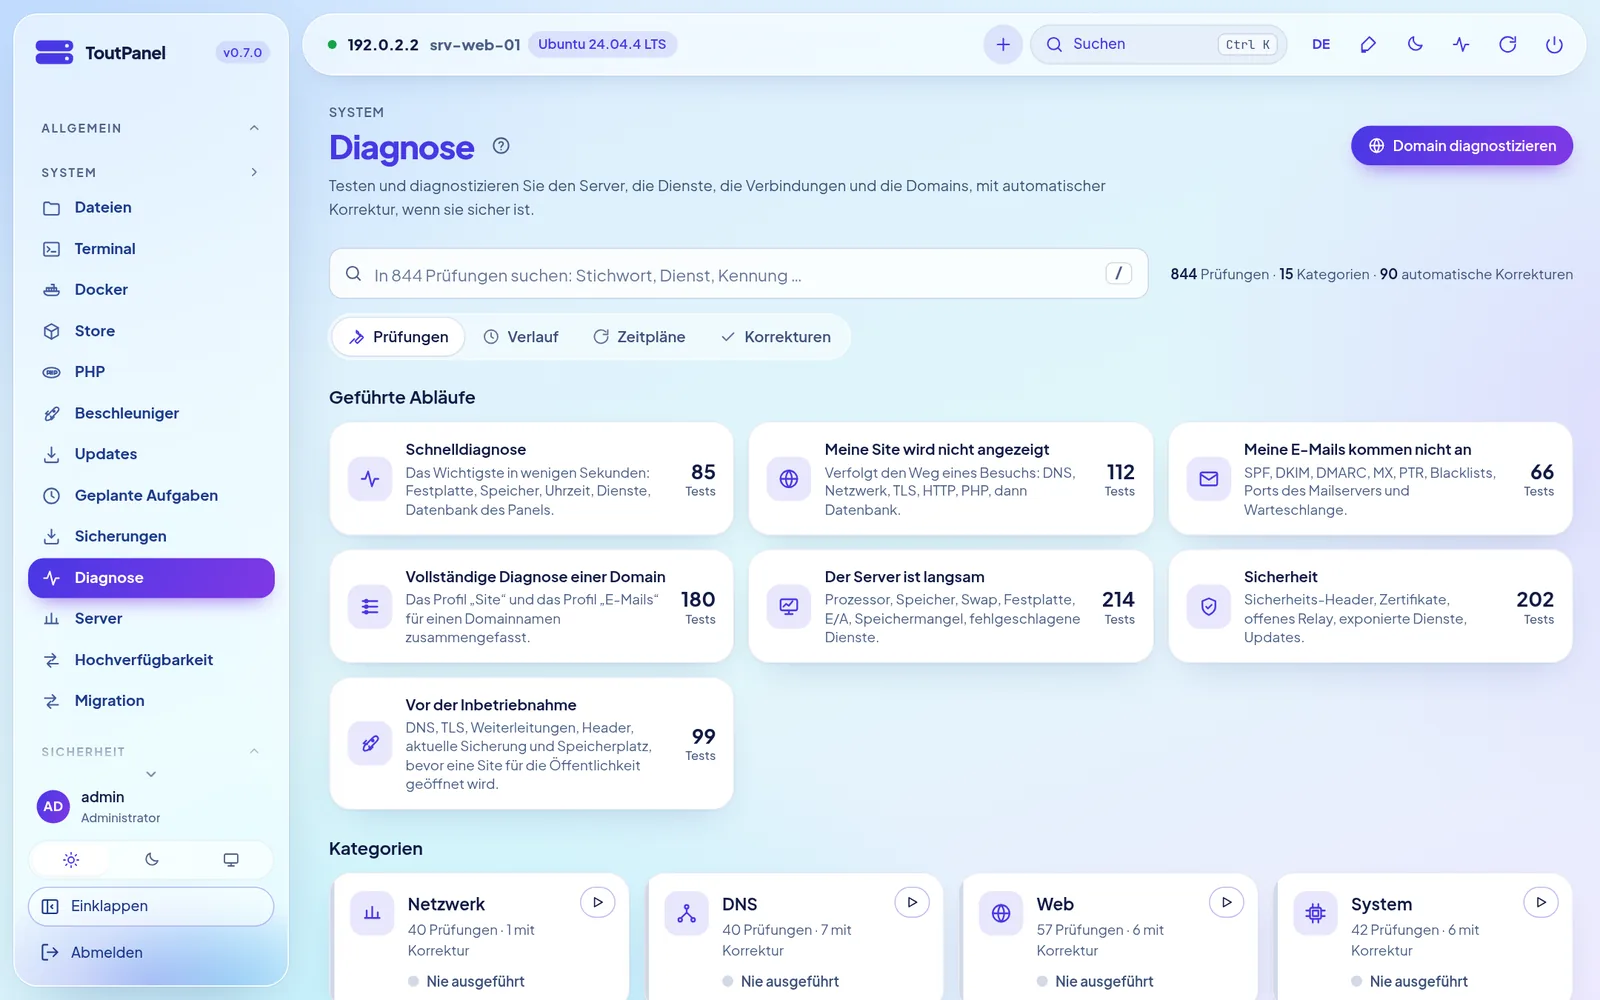 ToutPanel
v0.7.0
ALLGEMEIN
SYSTEM
Dateien
Terminal
Docker
Store
PHP
Beschleuniger
Updates
Geplante Aufgaben
Sicherungen
Diagnose
Server
Hochverfügbarkeit
Migration
SICHERHEIT
AD
admin
Administrator
Einklappen
Abmelden
192.0.2.2 srv-web-01 Ubuntu 24.04.4 LTS
Suchen Ctrl K
DE
SYSTEM
Diagnose
Domain diagnostizieren
Testen und diagnostizieren Sie den Server, die Dienste, die Verbindungen und die Domains, mit automatischer
Korrektur, wenn sie sicher ist.
In 844 Prüfungen suchen: Stichwort, Dienst, Kennung ... /
844 Prüfungen · 15 Kategorien · 90 automatische Korrekturen
Prüfungen
Verlauf
Zeitpläne
Korrekturen
Geführte Abläufe
Schnelldiagnose
Das Wichtigste in wenigen Sekunden:
Festplatte, Speicher, Uhrzeit, Dienste,
Datenbank des Panels.
85
Tests
Meine Site wird nicht angezeigt
Verfolgt den Weg eines Besuchs: DNS,
Netzwerk, TLS, HTTP, PHP, dann
Datenbank.
112
Tests
Meine E-Mails kommen nicht an
SPF, DKIM, DMARC, MX, PTR, Blacklists,
Ports des Mailservers und
Warteschlange.
66
Tests
Vollständige Diagnose einer Domain
Das Profil „Site“ und das Profil „E-Mails“
für einen Domainnamen
zusammengefasst.
180
Tests
Der Server ist langsam
Prozessor, Speicher, Swap, Festplatte,
E/A, Speichermangel, fehlgeschlagene
Dienste.
214
Tests
Sicherheit
Sicherheits-Header, Zertifikate,
offenes Relay, exponierte Dienste,
Updates.
202
Tests
Vor der Inbetriebnahme
DNS, TLS, Weiterleitungen, Header,
aktuelle Sicherung und Speicherplatz,
bevor eine Site für die Öffentlichkeit
geöffnet wird.
99
Tests
Kategorien
Netzwerk
40 Prüfungen · 1 mit
Korrektur
Nie ausgeführt
DNS
40 Prüfungen · 7 mit
Korrektur
Nie ausgeführt
Web
57 Prüfungen · 6 mit
Korrektur
Nie ausgeführt
System
42 Prüfungen · 6 mit
Korrektur
Nie ausgeführt